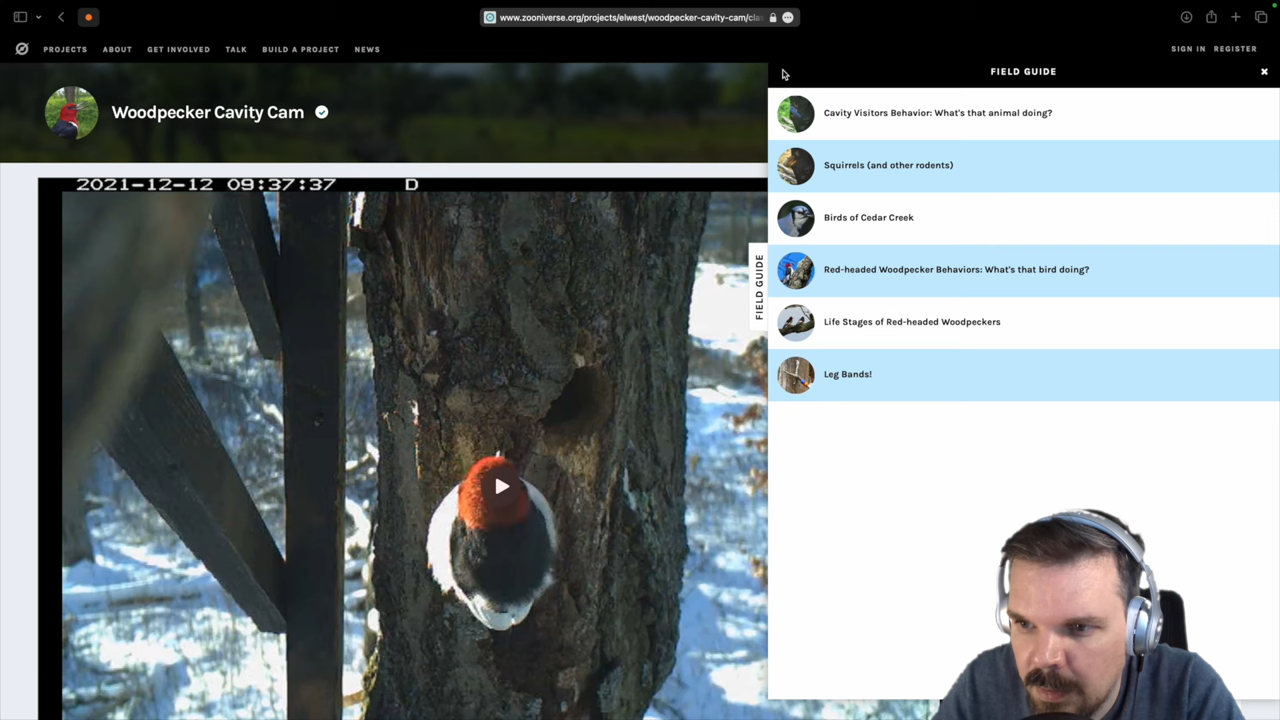 www.zooniverse.org/projects/elwest/woodpecker-cavity-cam/clas
PROJECTS ABOUT GET INVOLVED TALK BUILD A PROJECT NEWS SIGN IN REGISTER
FIELD GUIDE
Woodpecker Cavity Cam
Cavity Visitors Behavior: What's that animal doing?
Squirrels (and other rodents)
2021-12-12 09:37:37 D
Birds of Cedar Creek
Red-headed Woodpecker Behaviors: What's that bird doing?
FIELD GUIDE
Life Stages of Red-headed Woodpeckers
Leg Bands!